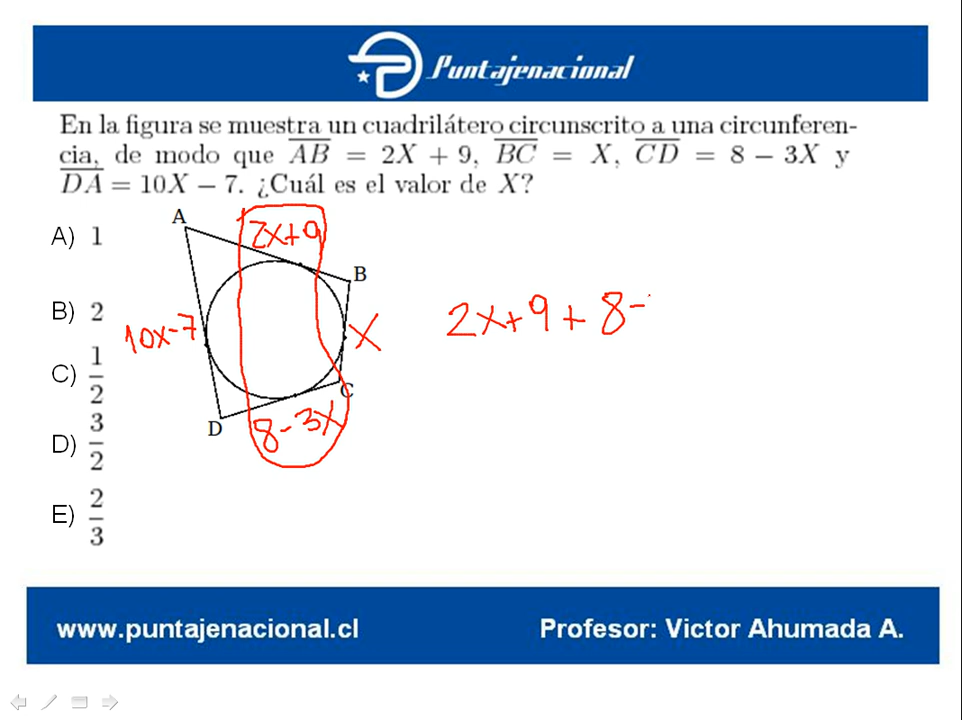 Puntajenacional
En la figura se muestra un cuadrilátero circunscrito a una circunferen-
cia, de modo que AB = 2X + 9, BC = X, CD = 8 − 3X y
DA = 10X − 7. ¿Cuál es el valor de X?
A
A) 1
2x+9
B
B) 2
10x-7
x
2x+9+8-
C) 1/2
C
D) 3/2
D
8-3x
E) 2/3
www.puntajenacional.cl
Profesor: Victor Ahumada A.